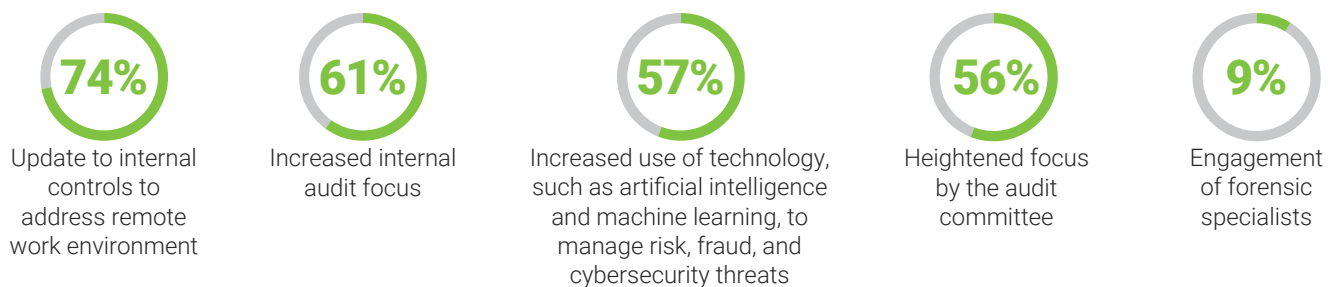 74%
Update to internal
controls to
address remote
work environment
61%
Increased internal
audit focus
57%
Increased use of technology,
such as artificial intelligence
and machine learning, to
manage risk, fraud, and
cybersecurity threats
56%
Heightened focus
by the audit
committee
9%
Engagement
of forensic
specialists